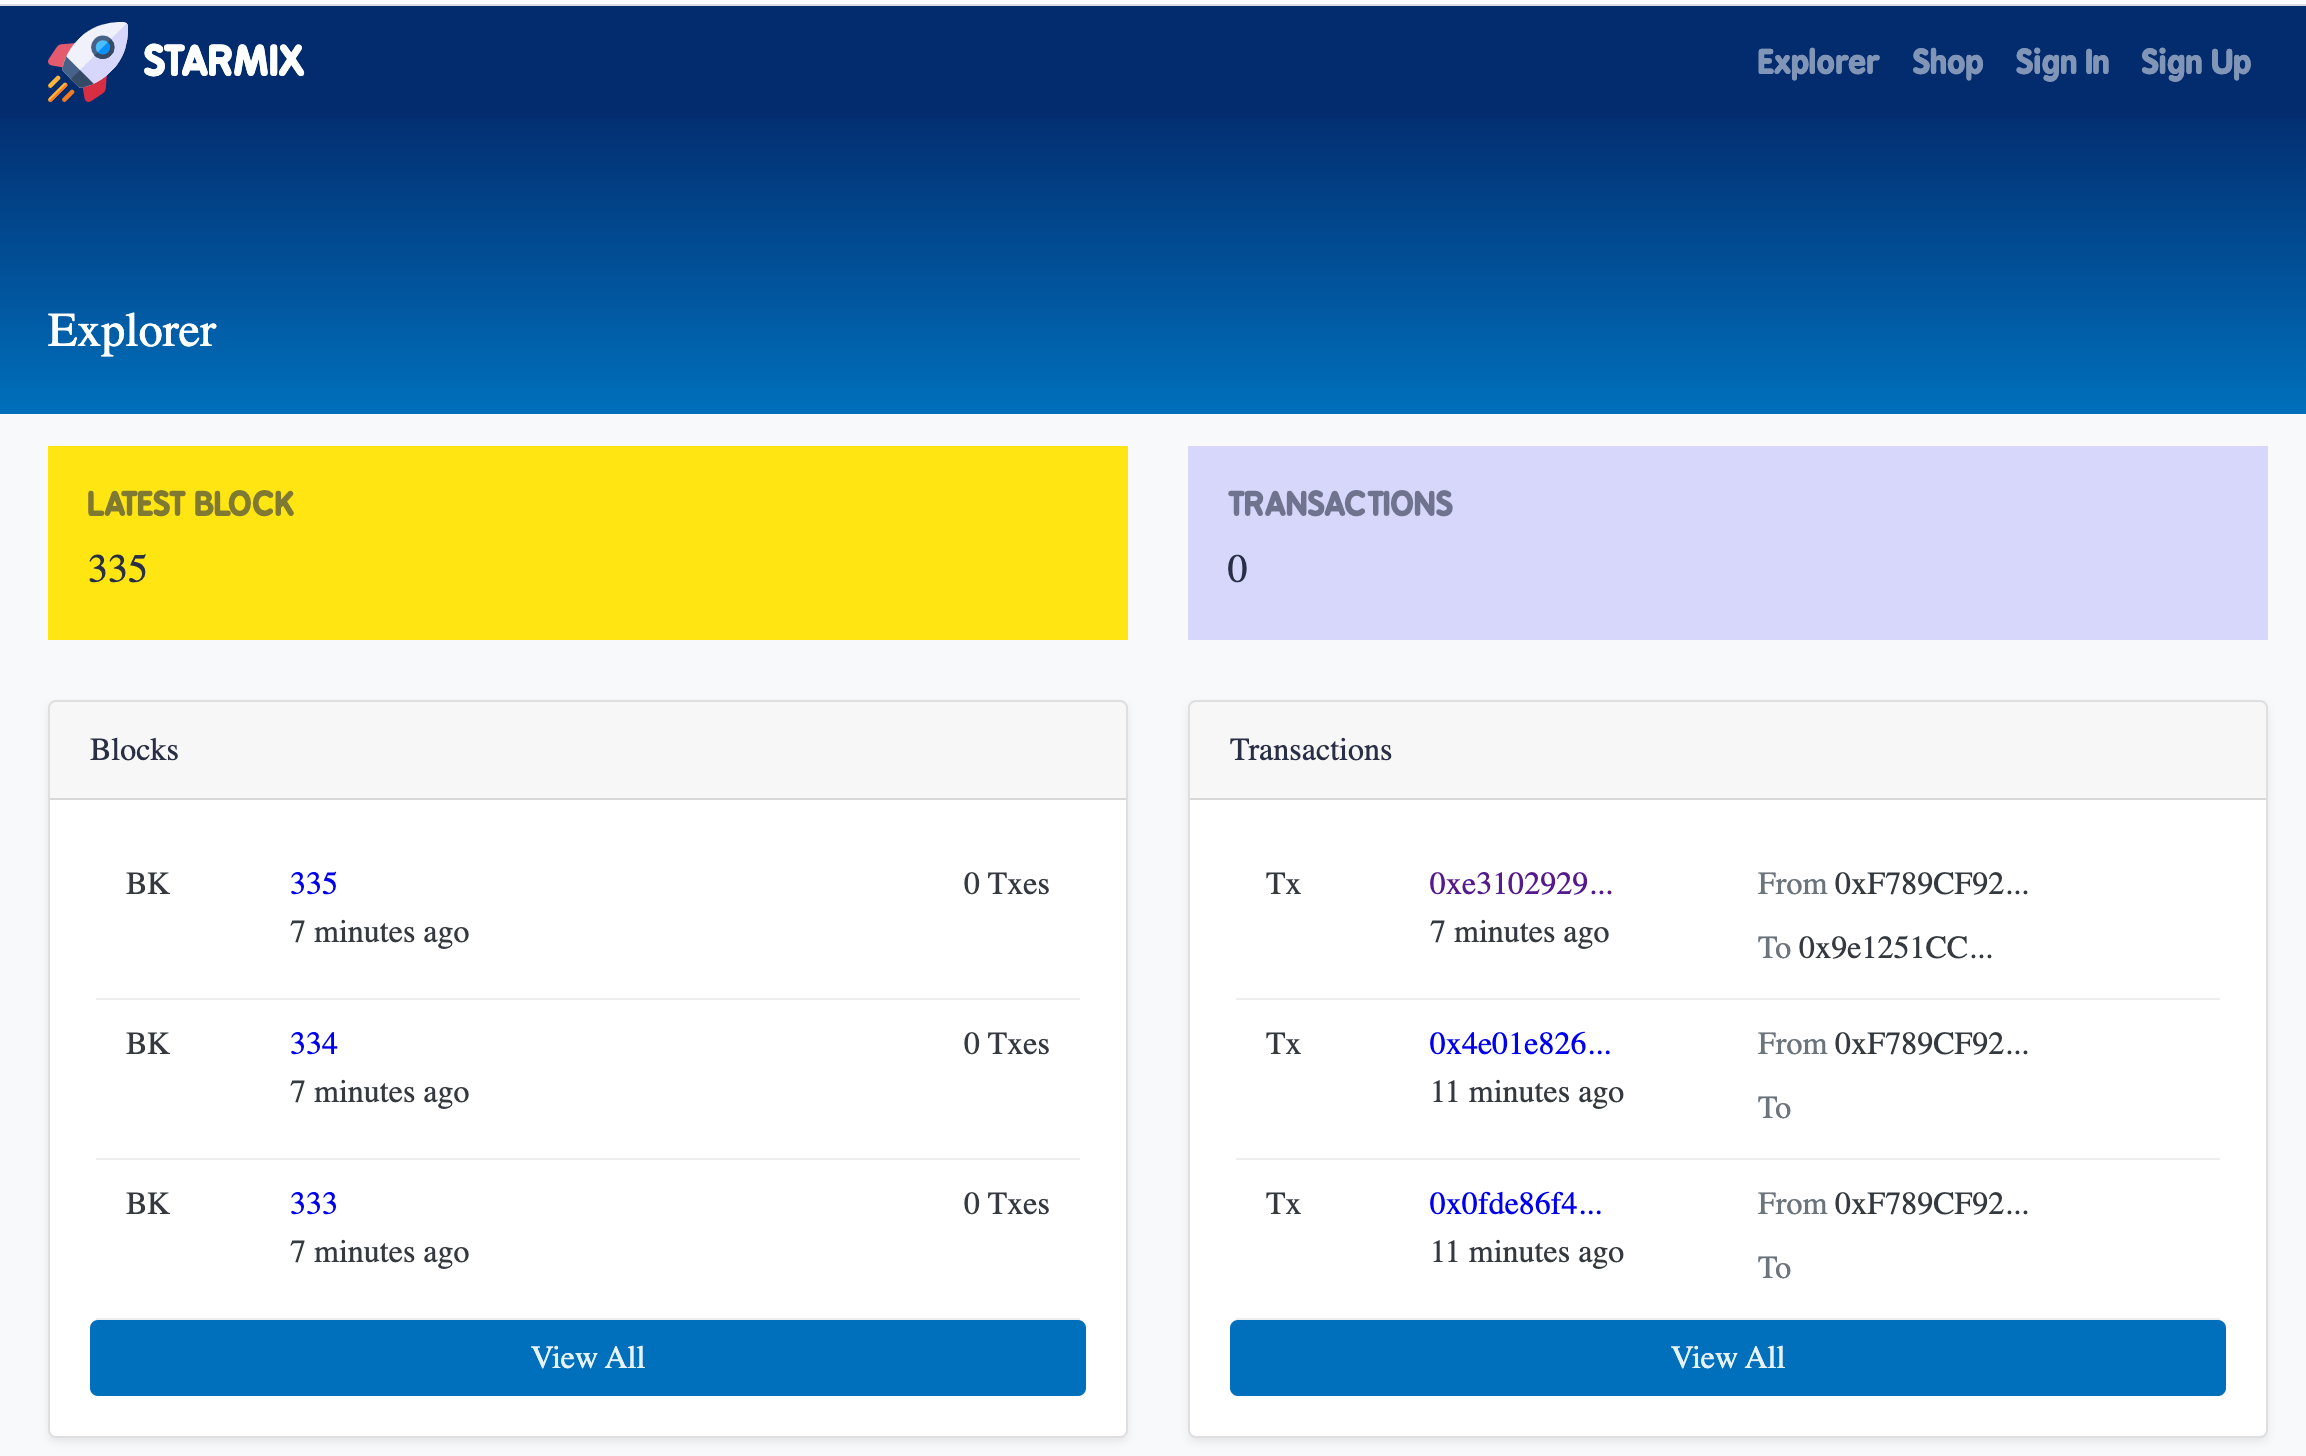 STARMIX
Explorer Shop Sign In Sign Up
Explorer
LATEST BLOCK
335
TRANSACTIONS
0
Blocks
BK 335 0 Txes
7 minutes ago
BK 334 0 Txes
7 minutes ago
BK 333 0 Txes
7 minutes ago
View All
Transactions
Tx 0xe3102929... From 0xF789CF92...
7 minutes ago
To 0x9e1251CC...
Tx 0x4e01e826... From 0xF789CF92...
11 minutes ago
To
Tx 0x0fde86f4... From 0xF789CF92...
11 minutes ago
To
View All